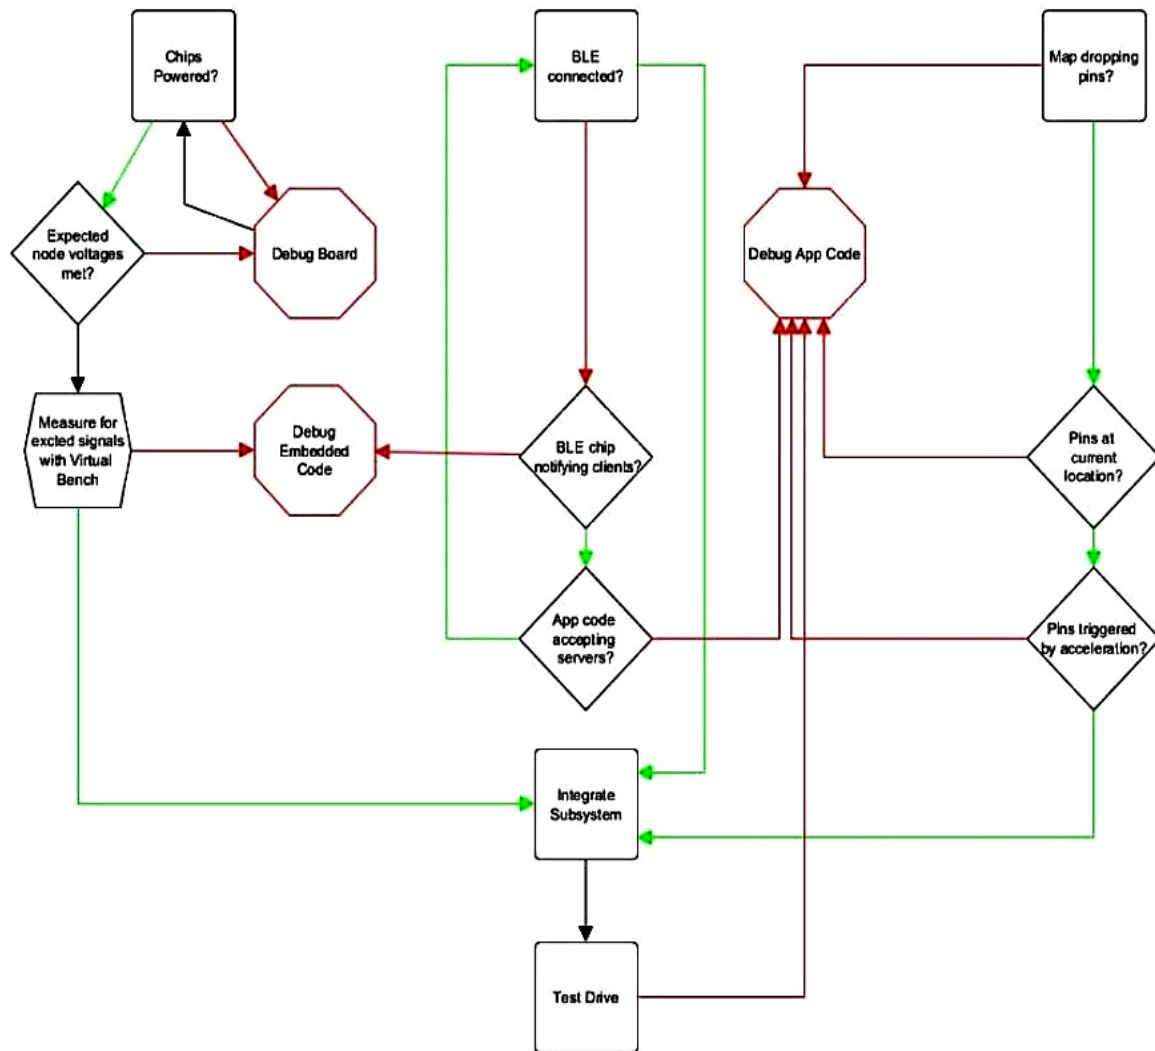 Chips
Powered?
BLE
connected?
Map dropping
pins?
Expected
node voltages
met?
Debug Board
Debug App Code
Measure for
excted signals
with Virtual
Bench
Debug
Embedded
Code
BLE chip
notifying clients?
Pins at
current
location?
App code
accepting
servers?
Pins triggered
by acceleration?
Integrate
Subsystem
Test Drive